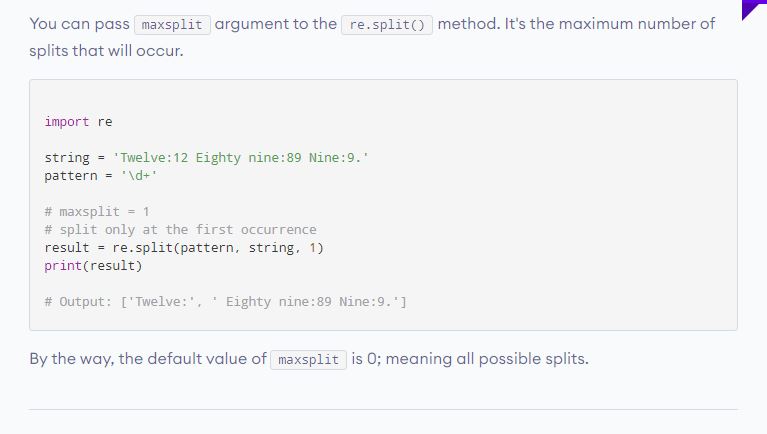 You can pass maxsplit argument to the re.split() method. It's the maximum number of
splits that will occur.
import re
string = 'Twelve:12 Eighty nine:89 Nine:9.'
pattern = '\d+'
# maxsplit = 1
# split only at the first occurrence
result = re.split(pattern, string, 1)
print(result)
# Output: ['Twelve:', ' Eighty nine:89 Nine:9.']
By the way, the default value of maxsplit is 0; meaning all possible splits.